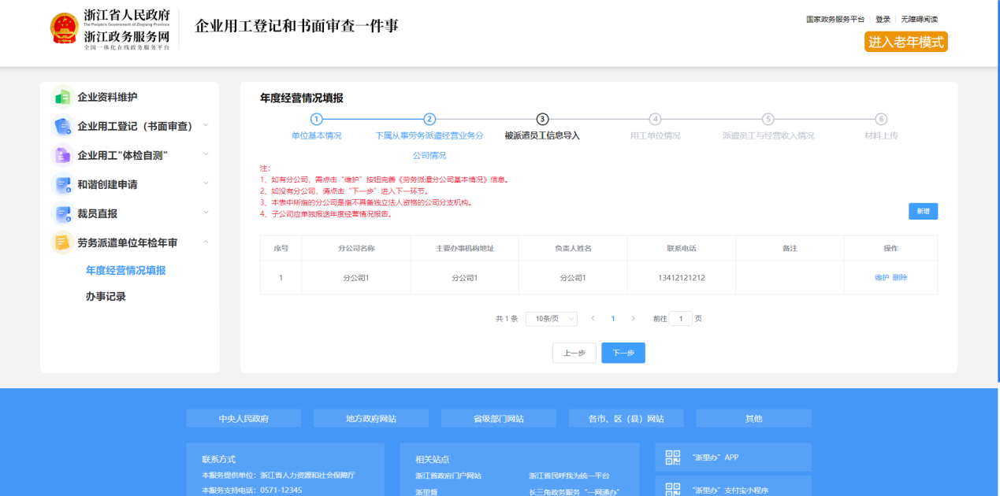 浙江省人民政府
The People's Government of Zhejiang Province
浙江政务服务网
全国一体化在线政务服务平台
企业用工登记和书面审查一件事
国家政务服务平台 登录 无障碍阅读
进入老年模式
企业资料维护
企业用工登记（书面审查）
企业用工"体检自测"
和谐创建申请
裁员直报
劳务派遣单位年检年审
年度经营情况填报
办事记录
年度经营情况填报
1 2 3 4 5 6
单位基本情况 下属从事劳务派遣经营业务分 被派遣员工信息导入 用工单位情况 派遣员工与经营收入情况 材料上传
公司情况
注：
1、如有分公司，需点击“维护”按钮完善《劳务派遣分公司基本情况》信息。
2、如没有分公司，请点击“下一步”进入下一环节。
3、本表中所指的分公司是指不具备独立法人资格的公司分支机构。
4、子公司应单独报送年度经营情况报告。
新增
序号 分公司名称 主要办事机构地址 负责人姓名 联系电话 备注 操作
1 分公司1 分公司1 分公司1 13412121212 维护 删除
共 1 条 10条/页 1 前往 1 页
上一步 下一步
中央人民政府 地方政府网站 省级部门网站 各市、区（县）网站 其他
联系方式
本服务提供单位：浙江省人力资源和社会保障厅
本服务支持电话：0571-12345
相关站点
浙江省政府门户网站 浙江省民呼我为统一平台
浙里督 长三角政务服务“一网通办”
“浙里办”APP
“浙里办”支付宝小程序